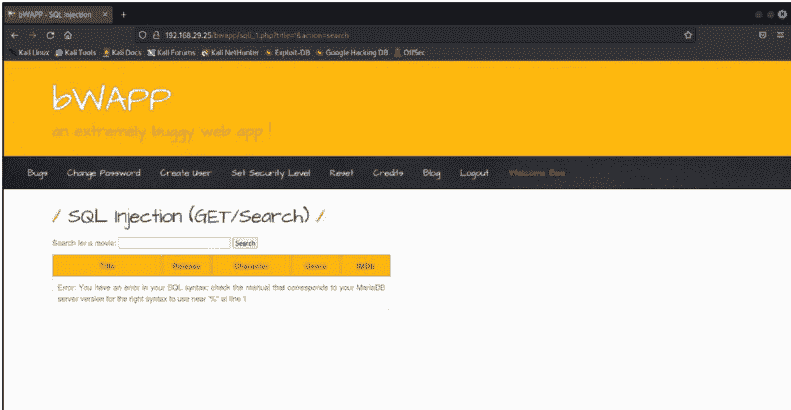 bWAPP - SQL Injection
192.168.29.25/bwapp/sqli_1.php?title='&action=search
Kali Linux Kali Tools Kali Docs Kali Forums Kali NetHunter Exploit-DB Google Hacking DB OffSec
bWAPP
an extremely buggy web app !
Bugs Change Password Create User Set Security Level Reset Credits Blog Logout Welcome Bee
/ SQL Injection (GET/Search) /
Search for a movie: Search
Title Release Character Genre IMDb
Error: You have an error in your SQL syntax; check the manual that corresponds to your MariaDB
server version for the right syntax to use near '%'' at line 1